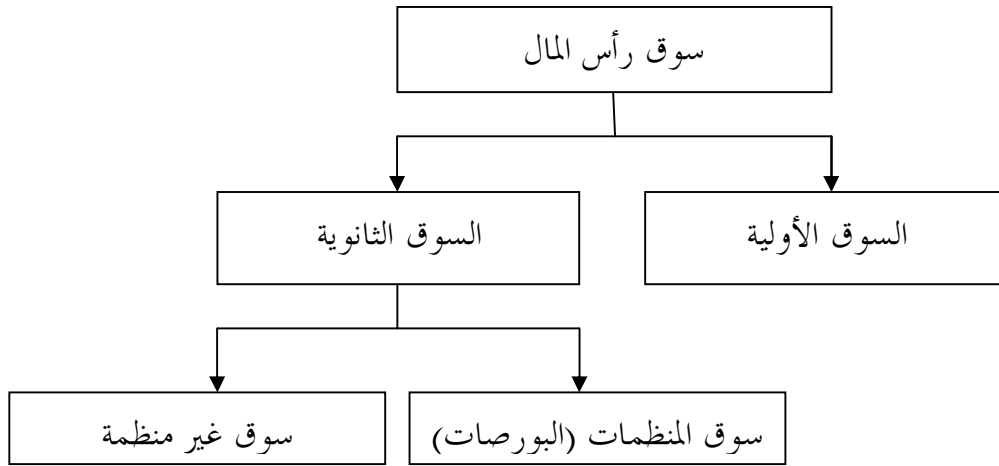 سوق رأس المال
السوق الأولية
السوق الثانوية
سوق المنظمات (البورصات)
سوق غير منظمة